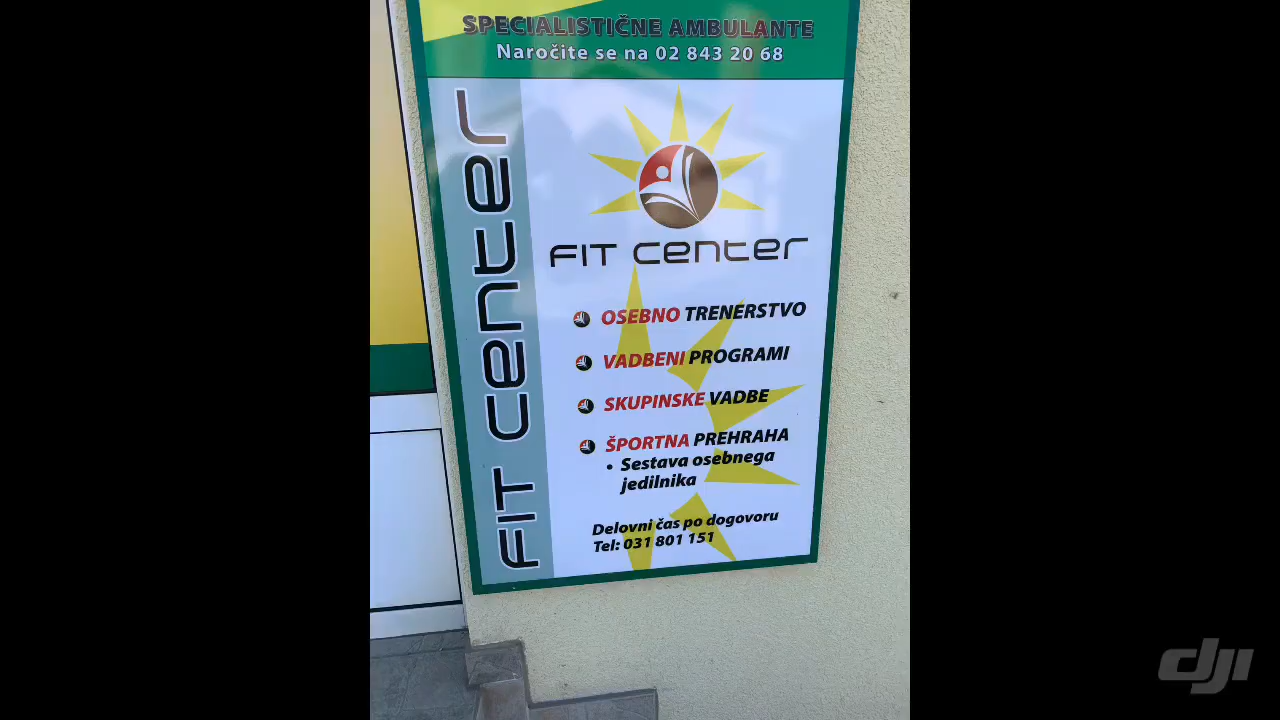 SPECIALISTIČNE AMBULANTE
Naročite se na 02 843 20 68
FIT CENTER
FIT CENTER
OSEBNO TRENERSTVO
VADBENI PROGRAMI
SKUPINSKE VADBE
ŠPORTNA PREHRAHA
• Sestava osebnega
jedilnika
Delovni čas po dogovoru
Tel: 031 801 151
dji